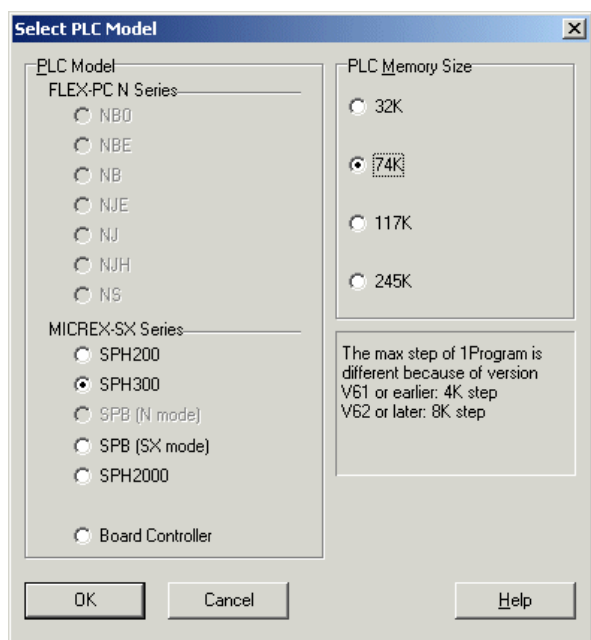 Select PLC Model
PLC Model
FLEX-PC N Series
NB0
NBE
NB
NJE
NJ
NJH
NS
MICREX-SX Series
SPH200
SPH300
SPB (N mode)
SPB (SX mode)
SPH2000
Board Controller
PLC Memory Size
32K
74K
117K
245K
The max step of 1Program is
different because of version
V61 or earlier: 4K step
V62 or later: 8K step
OK
Cancel
Help